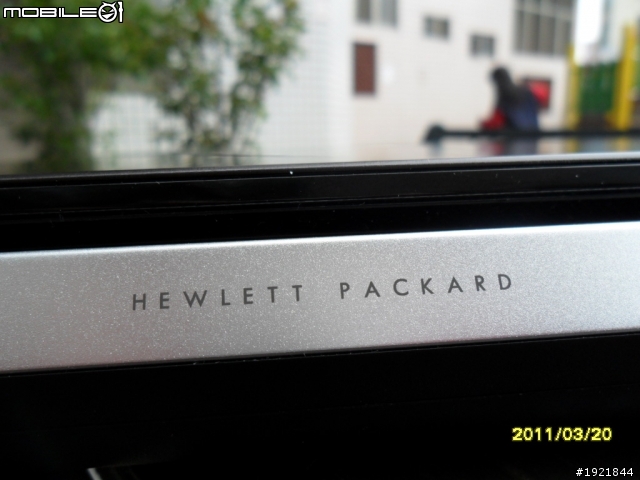 MOBILE01
HEWLETT PACKARD
2011/03/20
#1921844